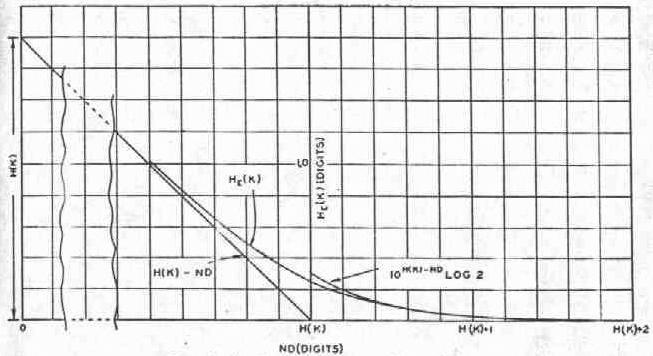 H(K)
1.0
H_E(K) (DIGITS)
H_E(K)
H(K) – ND
10^{H(K)-ND} LOG 2
0
H(K)
H(K)+1
H(K)+2
ND(DIGITS)